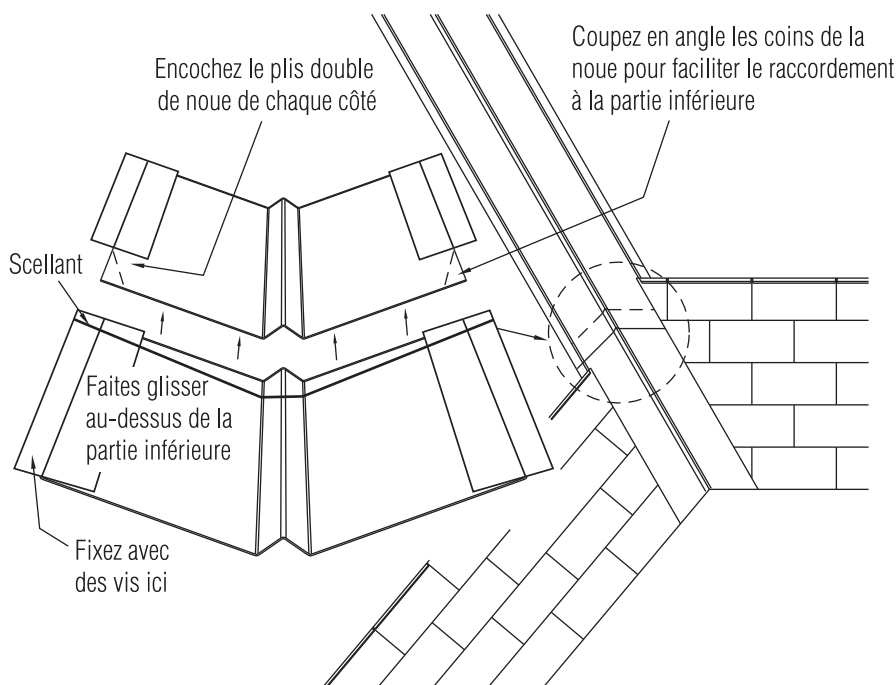 Encochez le plis double
de noue de chaque côté
Coupez en angle les coins de la
noue pour faciliter le raccordement
à la partie inférieure
Scellant
Faites glisser
au-dessus de la
partie inférieure
Fixez avec
des vis ici